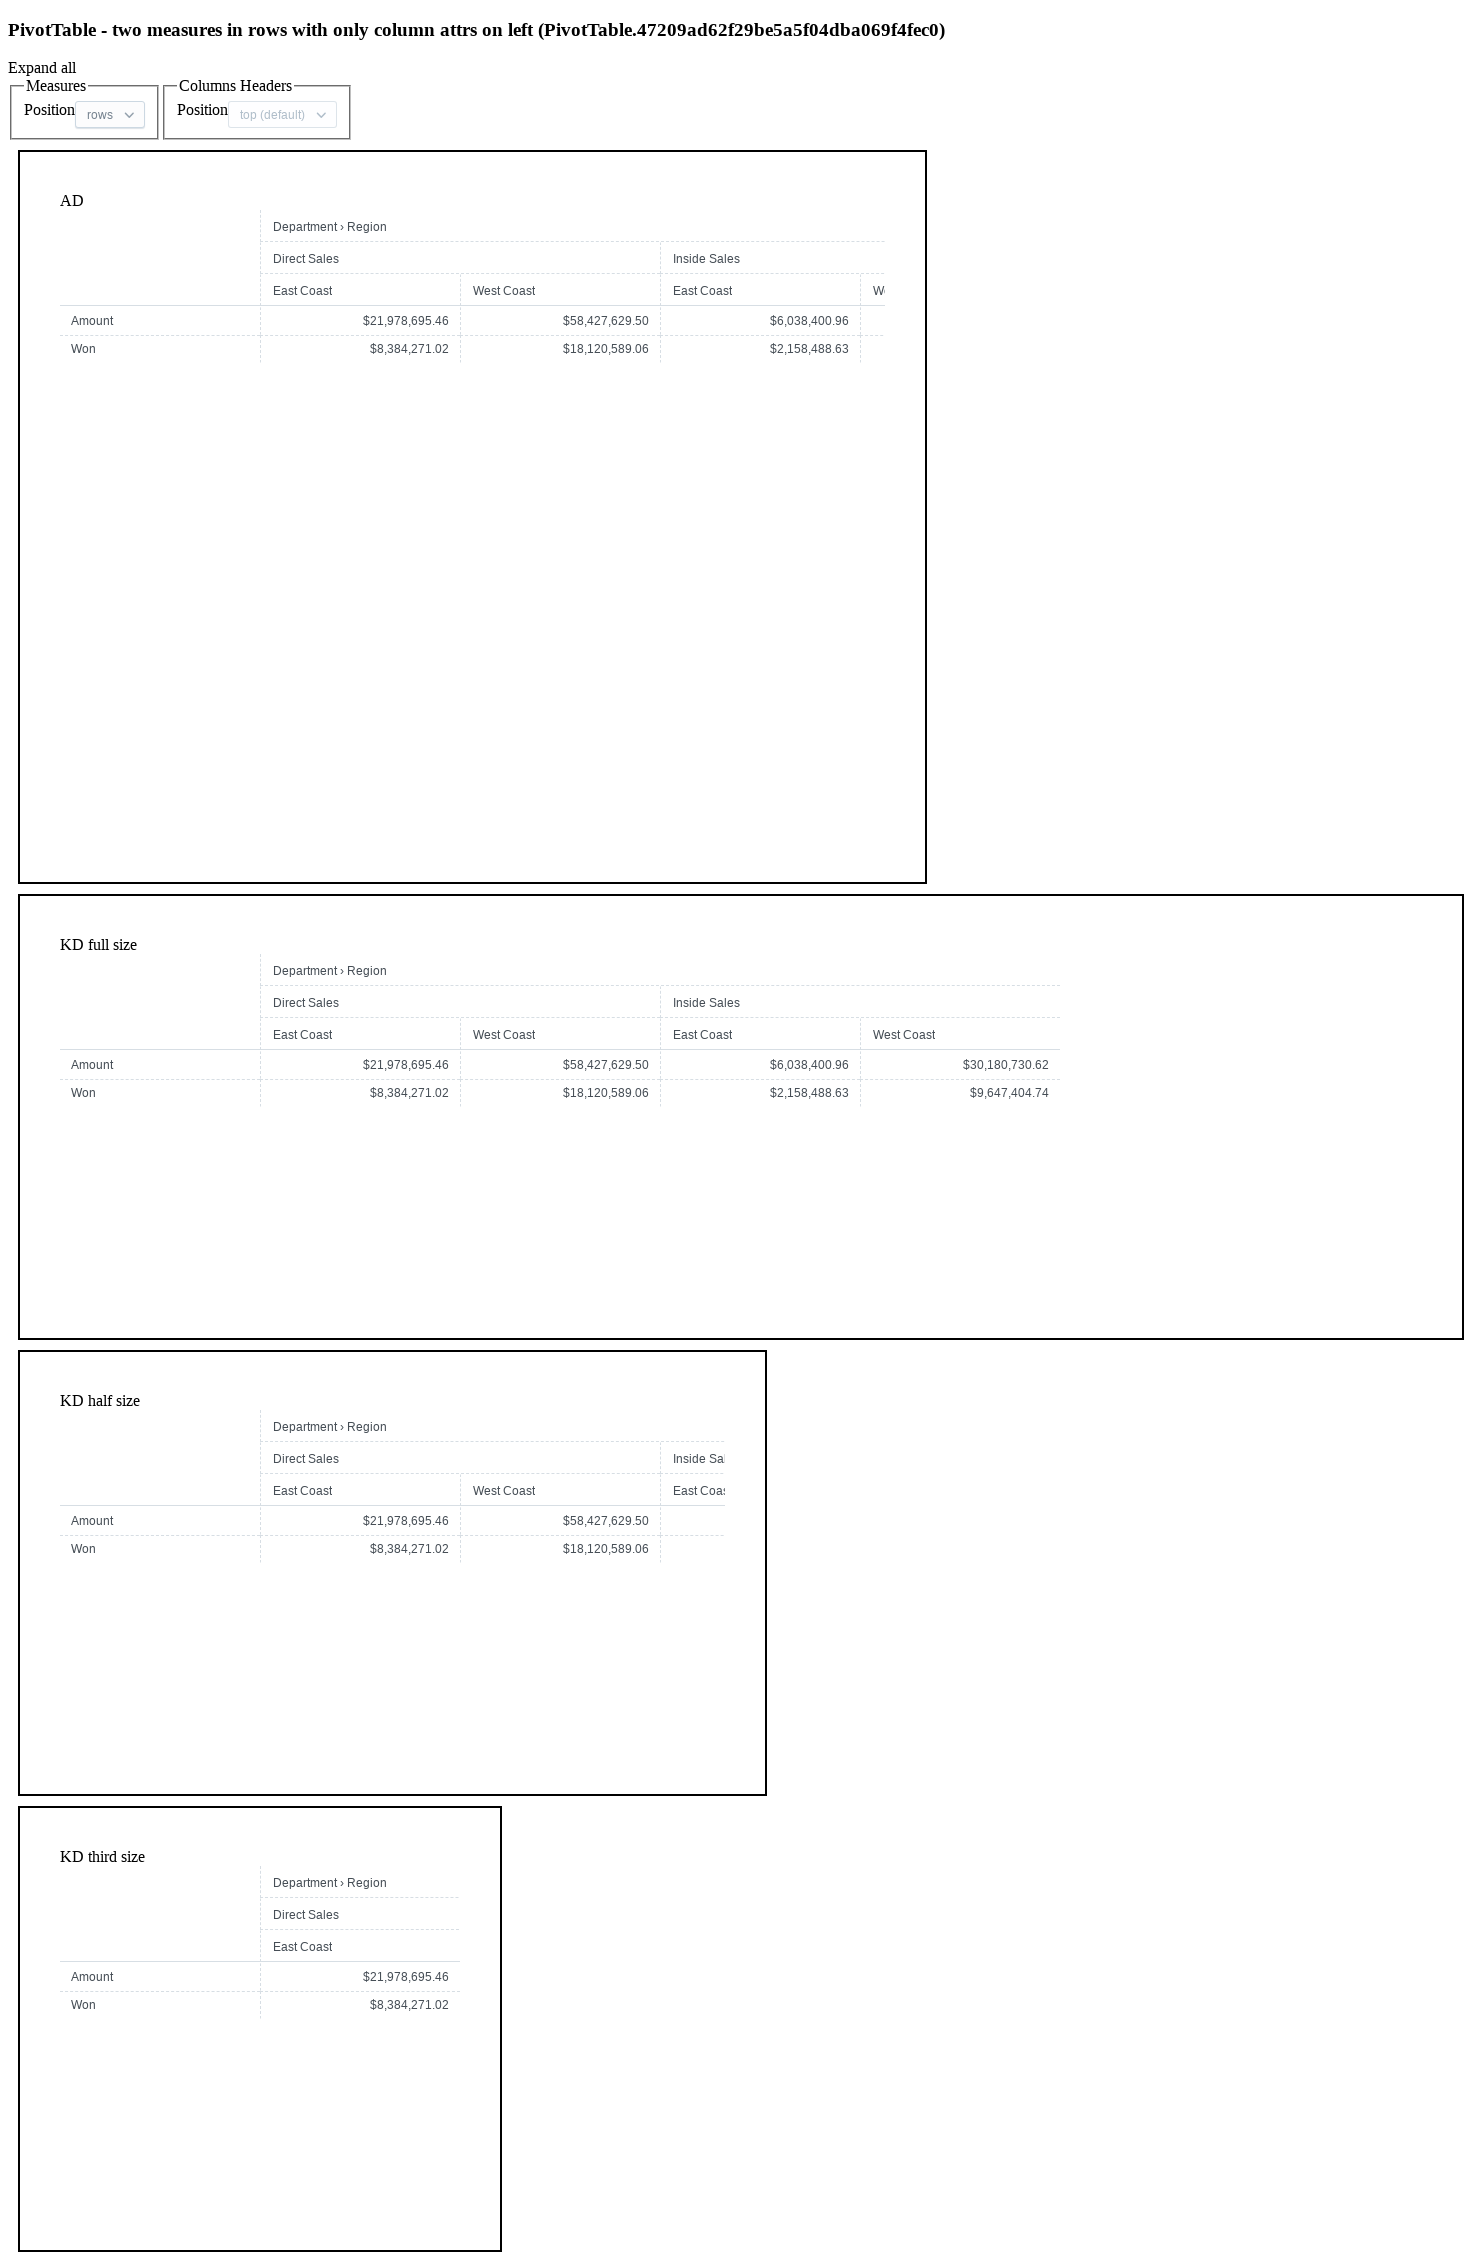 PivotTable - two measures in rows with only column attrs on left (PivotTable.47209ad62f29be5a5f04dba069f4fec0)
Expand all
Measures Columns Headers
Position rows Position top (default)
AD
Department › Region
Direct Sales Inside Sales
East Coast West Coast East Coast We
Amount $21,978,695.46 $58,427,629.50 $6,038,400.96
Won $8,384,271.02 $18,120,589.06 $2,158,488.63
KD full size
Department › Region
Direct Sales Inside Sales
East Coast West Coast East Coast West Coast
Amount $21,978,695.46 $58,427,629.50 $6,038,400.96 $30,180,730.62
Won $8,384,271.02 $18,120,589.06 $2,158,488.63 $9,647,404.74
KD half size
Department › Region
Direct Sales Inside Sal
East Coast West Coast East Coas
Amount $21,978,695.46 $58,427,629.50
Won $8,384,271.02 $18,120,589.06
KD third size
Department › Region
Direct Sales
East Coast
Amount $21,978,695.46
Won $8,384,271.02